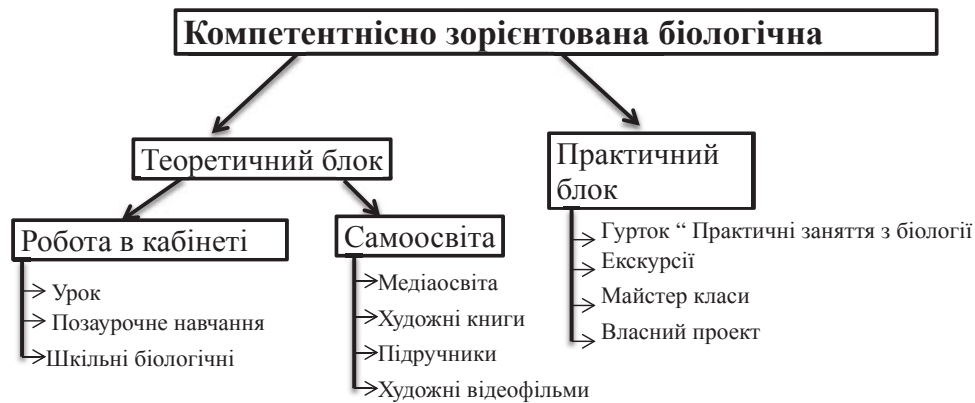 Компетентнісно зорієнтована біологічна
Теоретичний блок
Практичний
блок
Робота в кабінеті
Урок
Позаурочне навчання
Шкільні біологічні
Самоосвіта
Медіаосвіта
Художні книги
Підручники
Художні відеофільми
Гурток “ Практичні заняття з біології
Екскурсії
Майстер класи
Власний проект